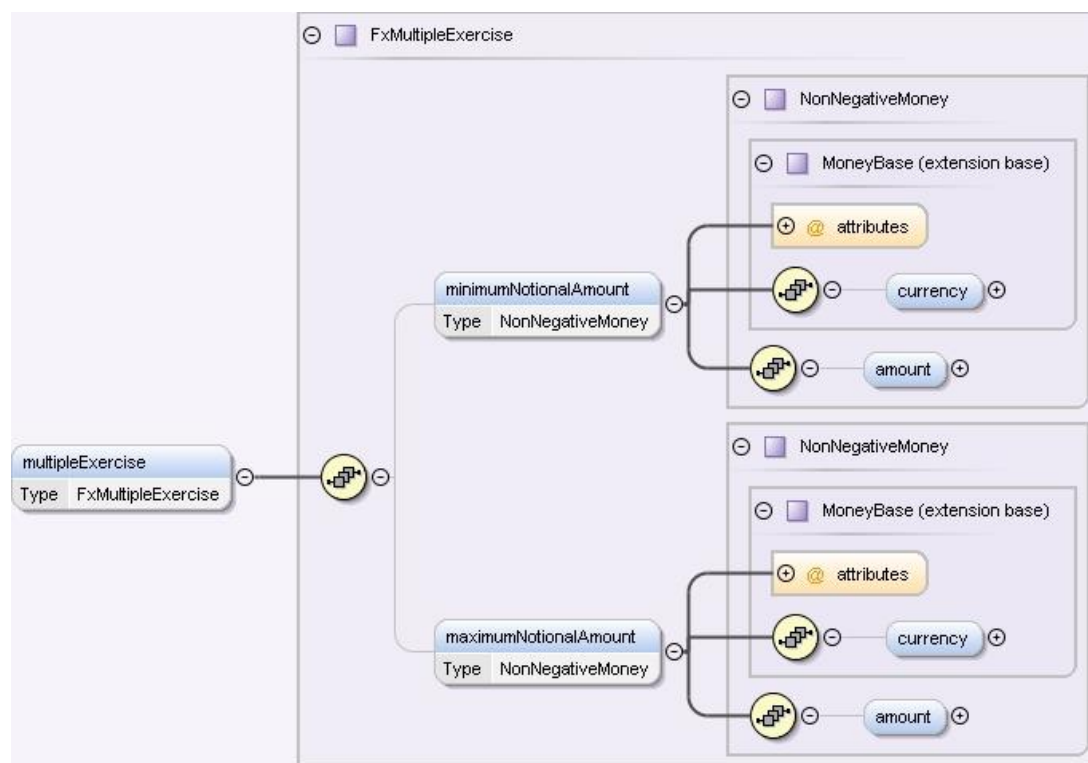 FxMultipleExercise
NonNegativeMoney
MoneyBase (extension base)
@ attributes
currency
minimumNotionalAmount
Type NonNegativeMoney
amount
NonNegativeMoney
multipleExercise
Type FxMultipleExercise
MoneyBase (extension base)
@ attributes
currency
maximumNotionalAmount
Type NonNegativeMoney
amount